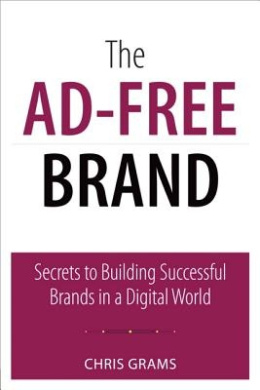 The
AD-FREE
BRAND
Secrets to Building Successful
Brands in a Digital World
CHRIS GRAMS